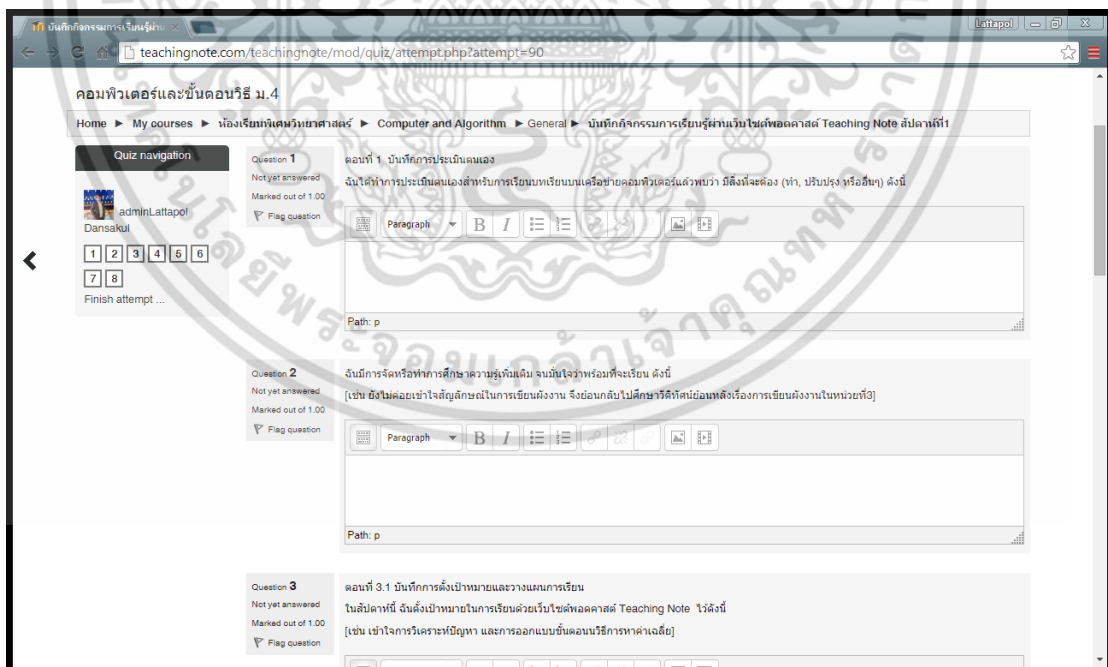 บันทึกกิจกรรมการเรียนรู้ผ่าน
Lattapol
teachingnote.com/teachingnote/mod/quiz/attempt.php?attempt=90
คอมพิวเตอร์และขั้นตอนวิธี ม.4
Home ► My courses ► ห้องเรียนพิเศษวิทยาศาสตร์ ► Computer and Algorithm ► General ► บันทึกกิจกรรมการเรียนรู้ผ่านเว็บไซต์พอดคาสต์ Teaching Note สัปดาห์ที่1
Quiz navigation
adminLattapol
Dansakul
1 2 3 4 5 6
7 8
Finish attempt ...
Question 1
Not yet answered
Marked out of 1.00
Flag question
ตอนที่ 1 บันทึกการประเมินตนเอง
ฉันได้ทำการประเมินตนเองสำหรับการเรียนบทเรียนบนเครือข่ายคอมพิวเตอร์แล้วพบว่า มีสิ่งที่จะต้อง (ทำ, ปรับปรุง หรืออื่นๆ) ดังนี้
Paragraph B I
Path: p
Question 2
Not yet answered
Marked out of 1.00
Flag question
ฉันมีการจัดหรือทำการศึกษาความรู้เพิ่มเติม จนมั่นใจว่าพร้อมที่จะเรียน ดังนี้
[เช่น ยังไม่ค่อยเข้าใจสัญลักษณ์ในการเขียนผังงาน จึงย้อนกลับไปศึกษาวีดิทัศน์ย้อนหลังเรื่องการเขียนผังงานในหน่วยที่3]
Paragraph B I
Path: p
Question 3
Not yet answered
Marked out of 1.00
Flag question
ตอนที่ 3.1 บันทึกการตั้งเป้าหมายและวางแผนการเรียน
ในสัปดาห์นี้ ฉันตั้งเป้าหมายในการเรียนด้วยเว็บไซต์พอดคาสต์ Teaching Note ไว้ดังนี้
[เช่น เข้าใจการวิเคราะห์ปัญหา และการออกแบบขั้นตอนวิธีการหาค่าเฉลี่ย]